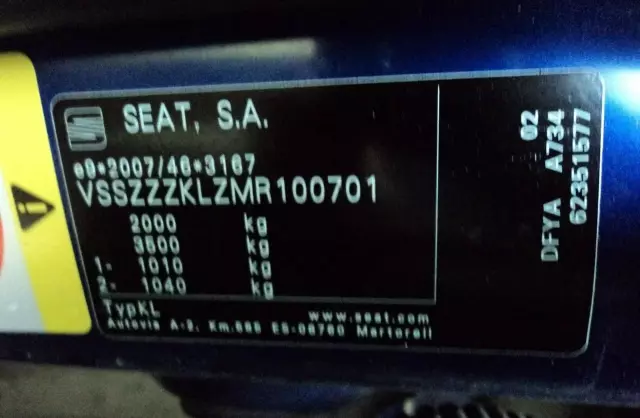 SEAT, S.A.
e9*2007/46*3167
VSSZZZKLZMR100701
2000 kg
3600 kg
1- 1010 kg
2- 1040 kg
TypKL
www.seat.com
Autovia A-2, Km.585 ES-08760 Martorell
02
DFYA A734
62351577